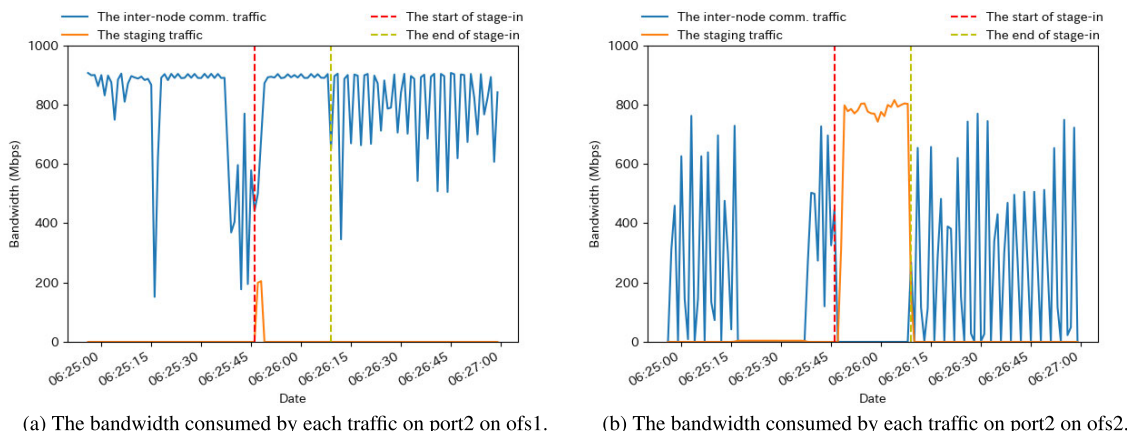 The inter-node comm. traffic
The staging traffic
The start of stage-in
The end of stage-in
1000
800
600
400
200
0
Bandwidth (Mbps)
06:25:00
06:25:15
06:25:30
06:25:45
06:26:00
06:26:15
06:26:30
06:26:45
06:27:00
Date
(a) The bandwidth consumed by each traffic on port2 on ofs1.
The inter-node comm. traffic
The staging traffic
The start of stage-in
The end of stage-in
1000
800
600
400
200
0
Bandwidth (Mbps)
06:25:00
06:25:15
06:25:30
06:25:45
06:26:00
06:26:15
06:26:30
06:26:45
06:27:00
Date
(b) The bandwidth consumed by each traffic on port2 on ofs2.